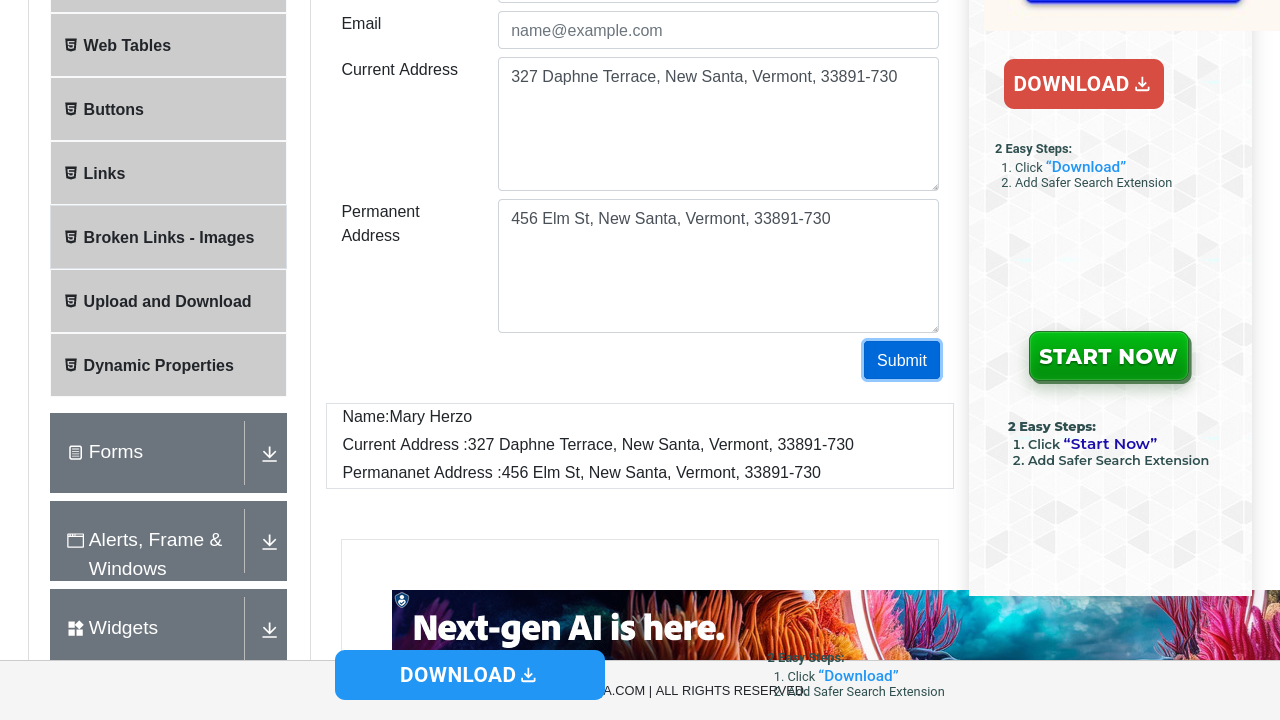 Email
name@example.com
Web Tables
Current Address
327 Daphne Terrace, New Santa, Vermont, 33891-730
Buttons
Links
Permanent
Address
456 Elm St, New Santa, Vermont, 33891-730
Broken Links - Images
Upload and Download
Dynamic Properties
Submit
Name:Mary Herzo
Current Address :327 Daphne Terrace, New Santa, Vermont, 33891-730
Permananet Address :456 Elm St, New Santa, Vermont, 33891-730
Forms
Alerts, Frame &
Windows
Widgets
DOWNLOAD
2 Easy Steps:
1. Click “Download”
2. Add Safer Search Extension
START NOW
2 Easy Steps:
1. Click “Start Now”
2. Add Safer Search Extension
Next-gen AI is here.
DOWNLOAD
2 Easy Steps:
1. Click “Download”
A.COM | ALL RIGHTS RESERVED.
2. Add Safer Search Extension